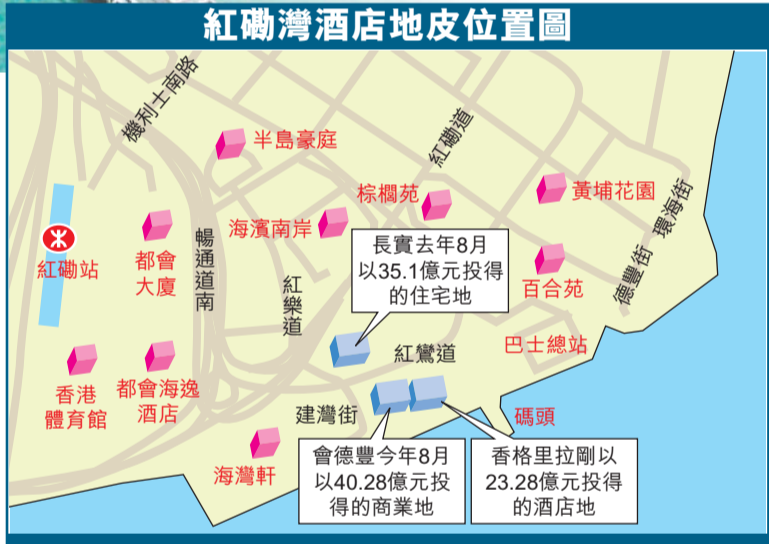 紅磡灣酒店地皮位置圖
機利士南路
半島豪庭
紅磡道
棕櫚苑
黃埔花園
環海街
德豐街
紅磡站
都會
大廈
暢通道南
海濱南岸
長實去年8月
以35.1億元投得
的住宅地
百合苑
紅樂道
紅鸞道
巴士總站
香港
體育館
都會海逸
酒店
建灣街
碼頭
海灣軒
會德豐今年8月
以40.28億元投
得的商業地
香格里拉剛以
23.28億元投得
的酒店地